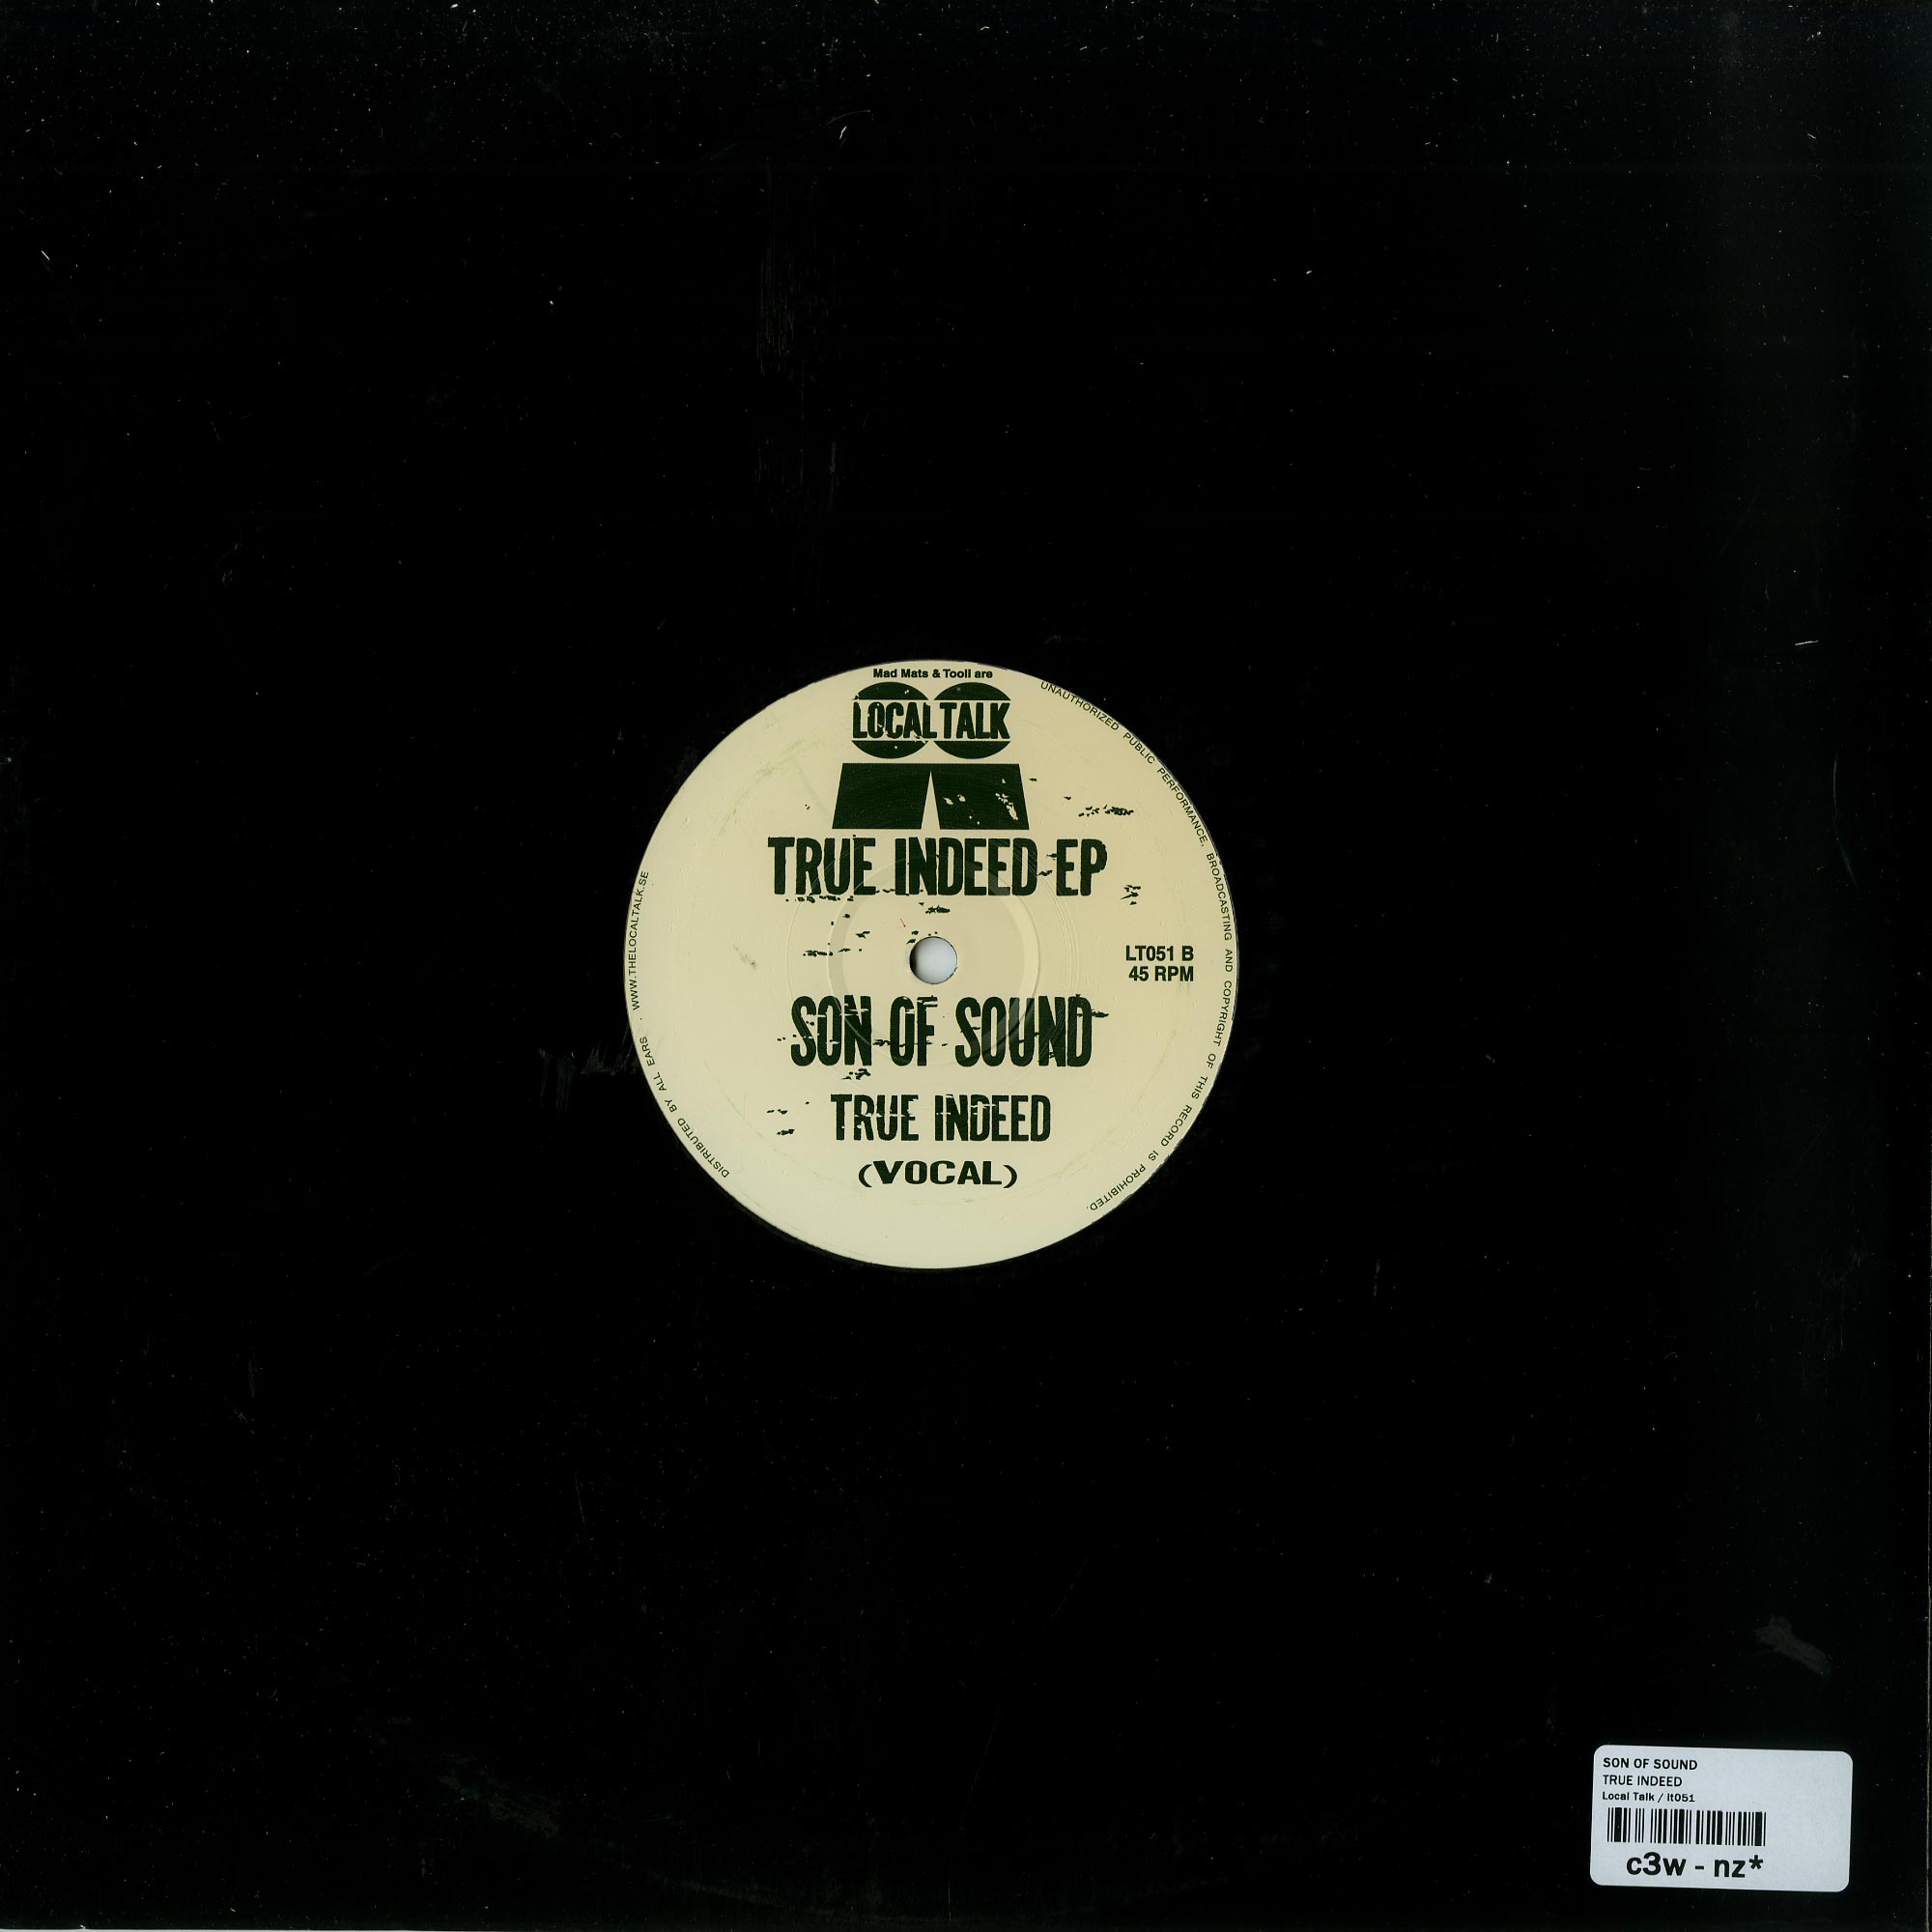 Mad Mats & Tooli are
LOCAL TALK
TRUE INDEED EP
LT051 B
45 RPM
SON OF SOUND
TRUE INDEED
(VOCAL)
UNAUTHORIZED PUBLIC PERFORMANCE, BROADCASTING AND COPYRIGHT OF THIS RECORD IS PROHIBITED.
DISTRIBUTED BY ALL EARS . WWW.THELOCALTALK.SE
SON OF SOUND
TRUE INDEED
Local Talk / lt051
c3w - nz*